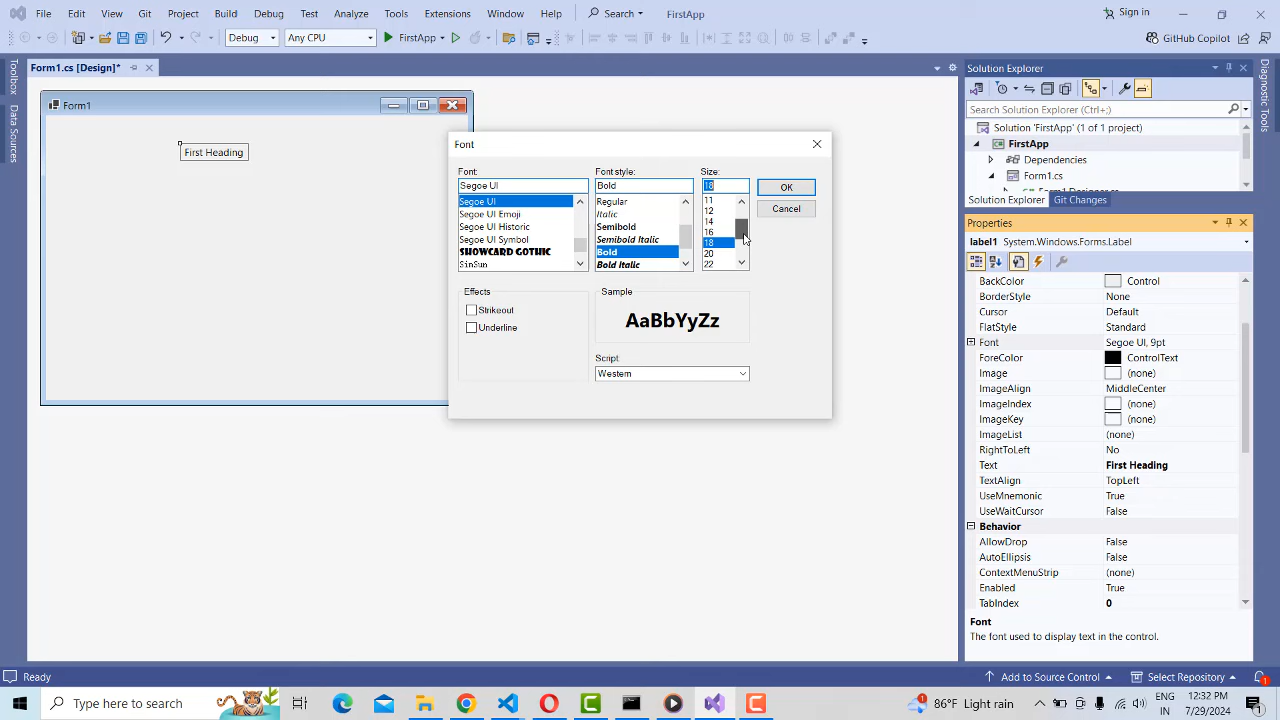 File Edit View Git Project Build Debug Test Analyze Tools Extensions Window Help Search FirstApp Sign in
Debug Any CPU FirstApp GitHub Copilot
Form1.cs [Design]*
Toolbox
Data Sources
Form1
First Heading
Font
Font: Font style: Size:
Segoe UI Bold 18 OK
Segoe UI Regular 11
Segoe UI Emoji Italic 12 Cancel
Segoe UI Historic Semibold 14
Segoe UI Symbol Semibold Italic 16
SHOWCARD GOTHIC Bold 18
SimSun Bold Italic 20
22
Effects Sample
Strikeout
Underline
AaBbYyZz
Script
Western
Solution Explorer
Search Solution Explorer (Ctrl+;)
Solution 'FirstApp' (1 of 1 project)
FirstApp
Dependencies
Form1.cs
Form1.Designer.cs
Solution Explorer Git Changes
Diagnostic Tools
Properties
label1 System.Windows.Forms.Label
BackColor Control
BorderStyle None
Cursor Default
FlatStyle Standard
Font Segoe UI, 9pt
ForeColor ControlText
Image (none)
ImageAlign MiddleCenter
ImageIndex (none)
ImageKey (none)
ImageList (none)
RightToLeft No
Text First Heading
TextAlign TopLeft
UseMnemonic True
UseWaitCursor False
Behavior
AllowDrop False
AutoEllipsis False
ContextMenuStrip (none)
Enabled True
TabIndex 0
Font
The font used to display text in the control.
Ready Add to Source Control Select Repository 1
Type here to search 86°F Light rain ENG 12:32 PM
IN 7/29/2024 1